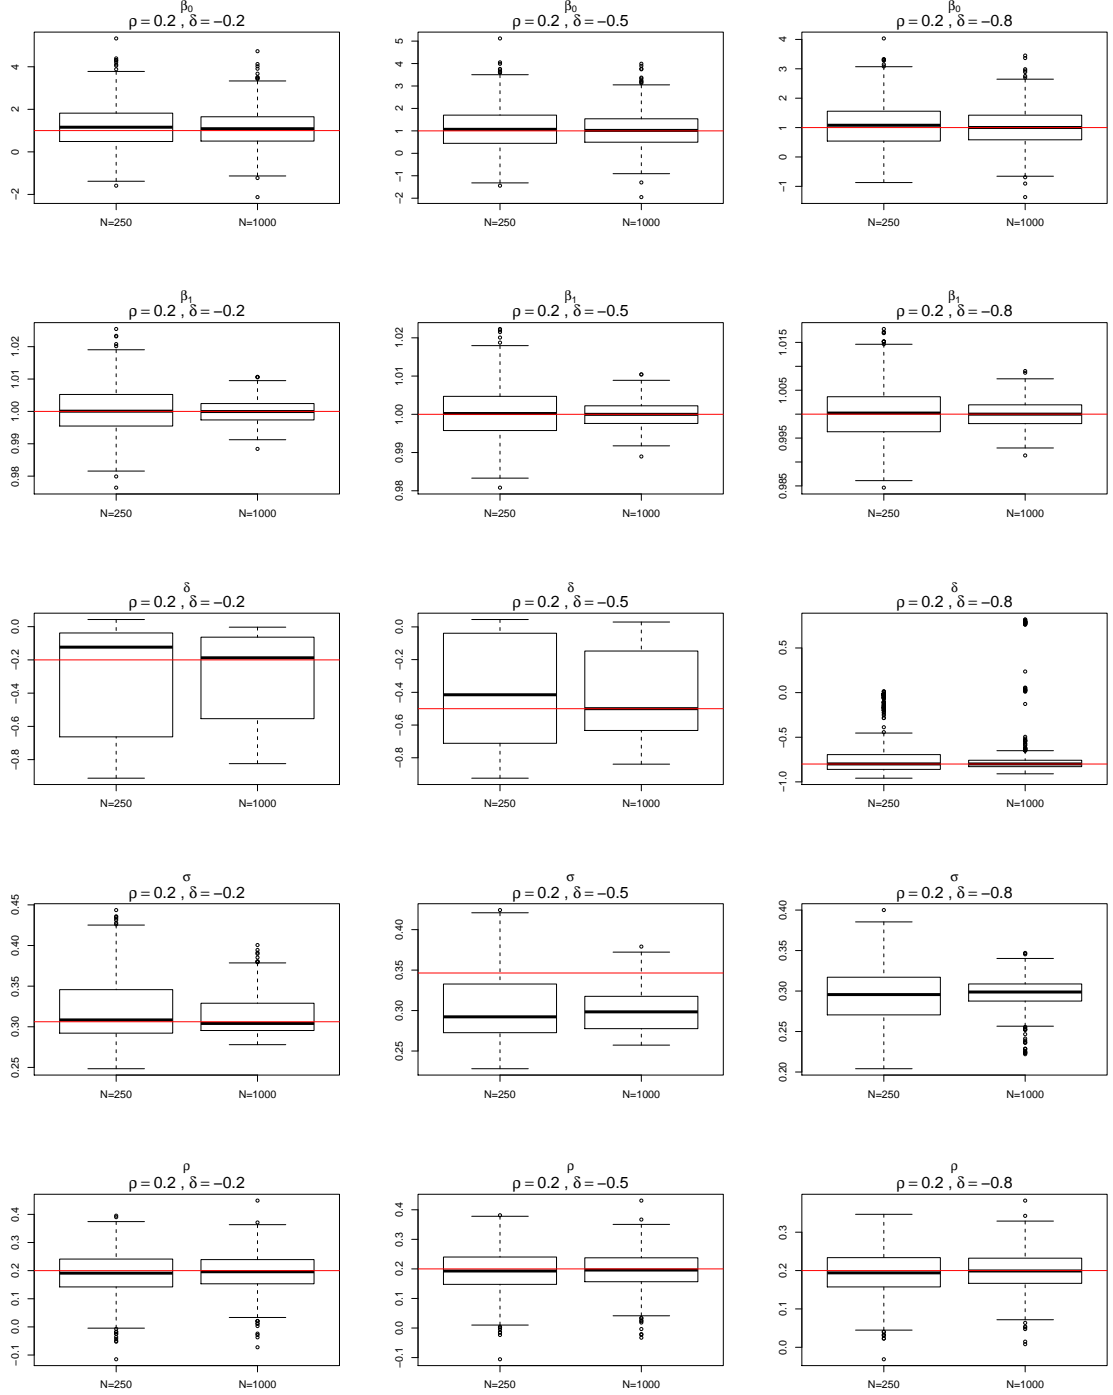 β0
ρ = 0.2 , δ = −0.2
−2 0 2 4
N=250 N=1000
β0
ρ = 0.2 , δ = −0.5
−2 −1 0 1 2 3 4 5
N=250 N=1000
β0
ρ = 0.2 , δ = −0.8
−1 0 1 2 3 4
N=250 N=1000
β1
ρ = 0.2 , δ = −0.2
0.98 0.99 1.00 1.01 1.02
N=250 N=1000
β1
ρ = 0.2 , δ = −0.5
0.98 0.99 1.00 1.01 1.02
N=250 N=1000
β1
ρ = 0.2 , δ = −0.8
0.985 0.995 1.005 1.015
N=250 N=1000
δ
ρ = 0.2 , δ = −0.2
−0.8 −0.6 −0.4 −0.2 0.0
N=250 N=1000
δ
ρ = 0.2 , δ = −0.5
−0.8 −0.6 −0.4 −0.2 0.0
N=250 N=1000
δ
ρ = 0.2 , δ = −0.8
−1.0 −0.5 0.0 0.5
N=250 N=1000
σ
ρ = 0.2 , δ = −0.2
0.25 0.30 0.35 0.40 0.45
N=250 N=1000
σ
ρ = 0.2 , δ = −0.5
0.25 0.30 0.35 0.40
N=250 N=1000
σ
ρ = 0.2 , δ = −0.8
0.20 0.25 0.30 0.35 0.40
N=250 N=1000
ρ
ρ = 0.2 , δ = −0.2
−0.1 0.0 0.1 0.2 0.3 0.4
N=250 N=1000
ρ
ρ = 0.2 , δ = −0.5
−0.1 0.0 0.1 0.2 0.3 0.4
N=250 N=1000
ρ
ρ = 0.2 , δ = −0.8
0.0 0.1 0.2 0.3
N=250 N=1000